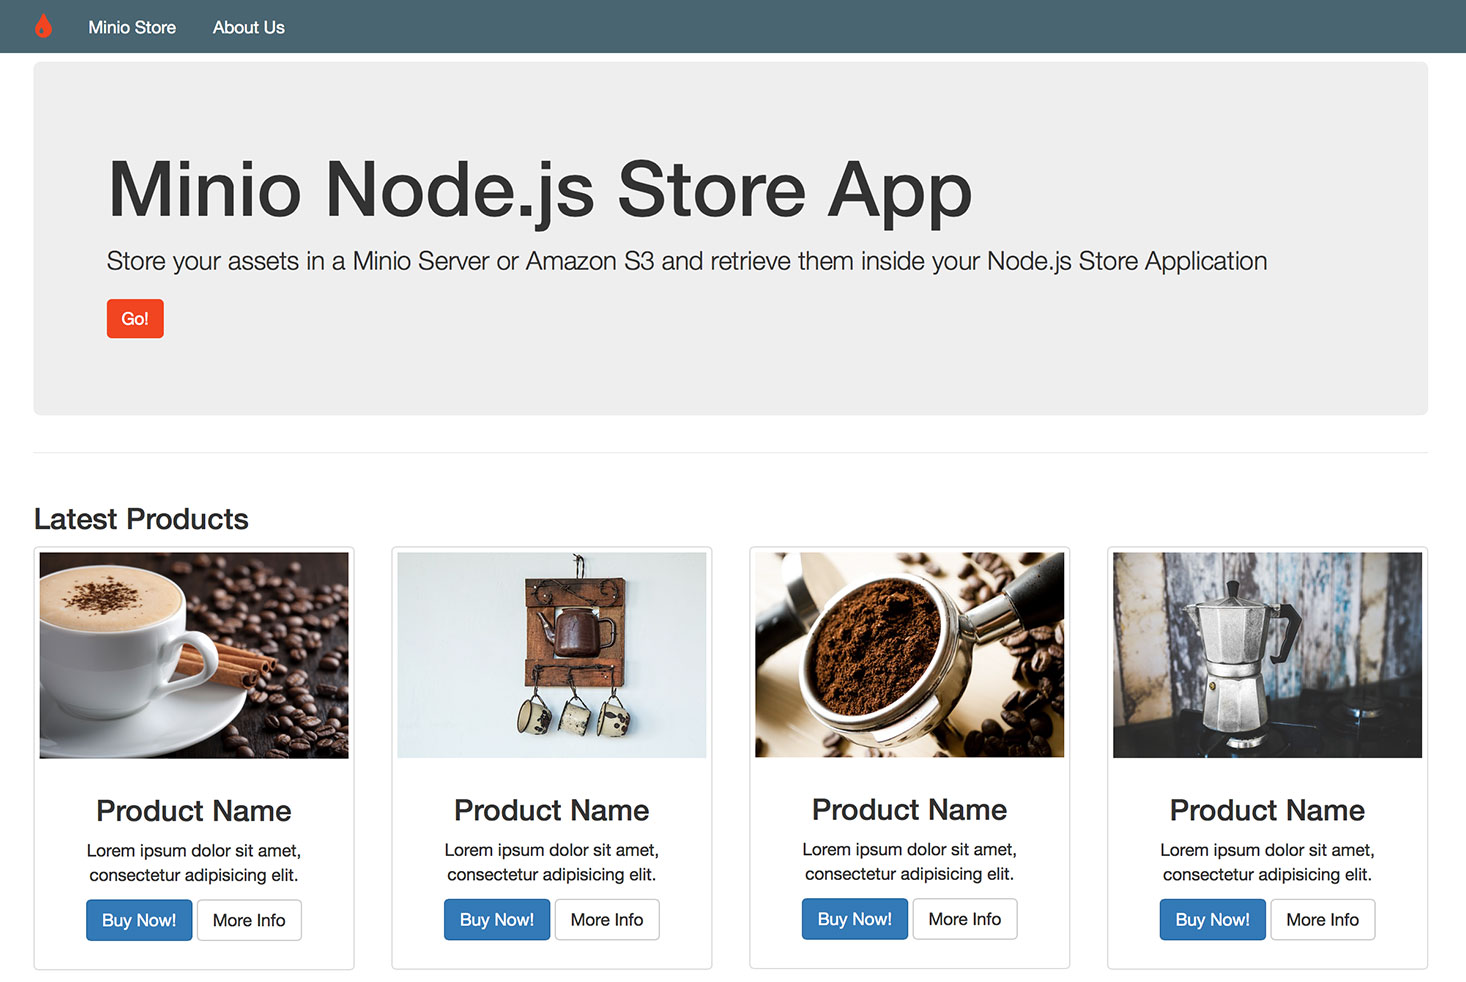 Minio Store About Us
Minio Node.js Store App
Store your assets in a Minio Server or Amazon S3 and retrieve them inside your Node.js Store Application
Go!
Latest Products
Product Name
Lorem ipsum dolor sit amet,
consectetur adipisicing elit.
Buy Now! More Info
Product Name
Lorem ipsum dolor sit amet,
consectetur adipisicing elit.
Buy Now! More Info
Product Name
Lorem ipsum dolor sit amet,
consectetur adipisicing elit.
Buy Now! More Info
Product Name
Lorem ipsum dolor sit amet,
consectetur adipisicing elit.
Buy Now! More Info